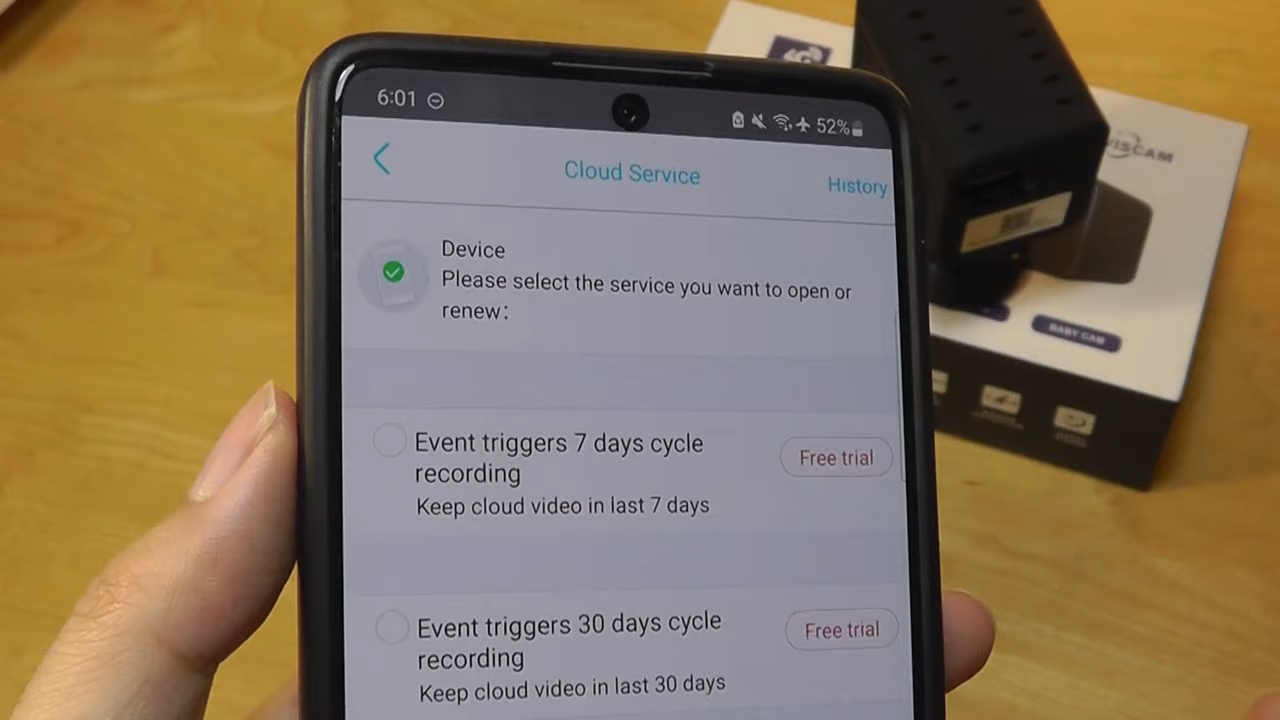 6:01
52%
Cloud Service
History
Device
Please select the service you want to open or
renew:
Event triggers 7 days cycle
recording
Free trial
Keep cloud video in last 7 days
Event triggers 30 days cycle
recording
Free trial
Keep cloud video in last 30 days
4G
VISCAM
BABY CAM